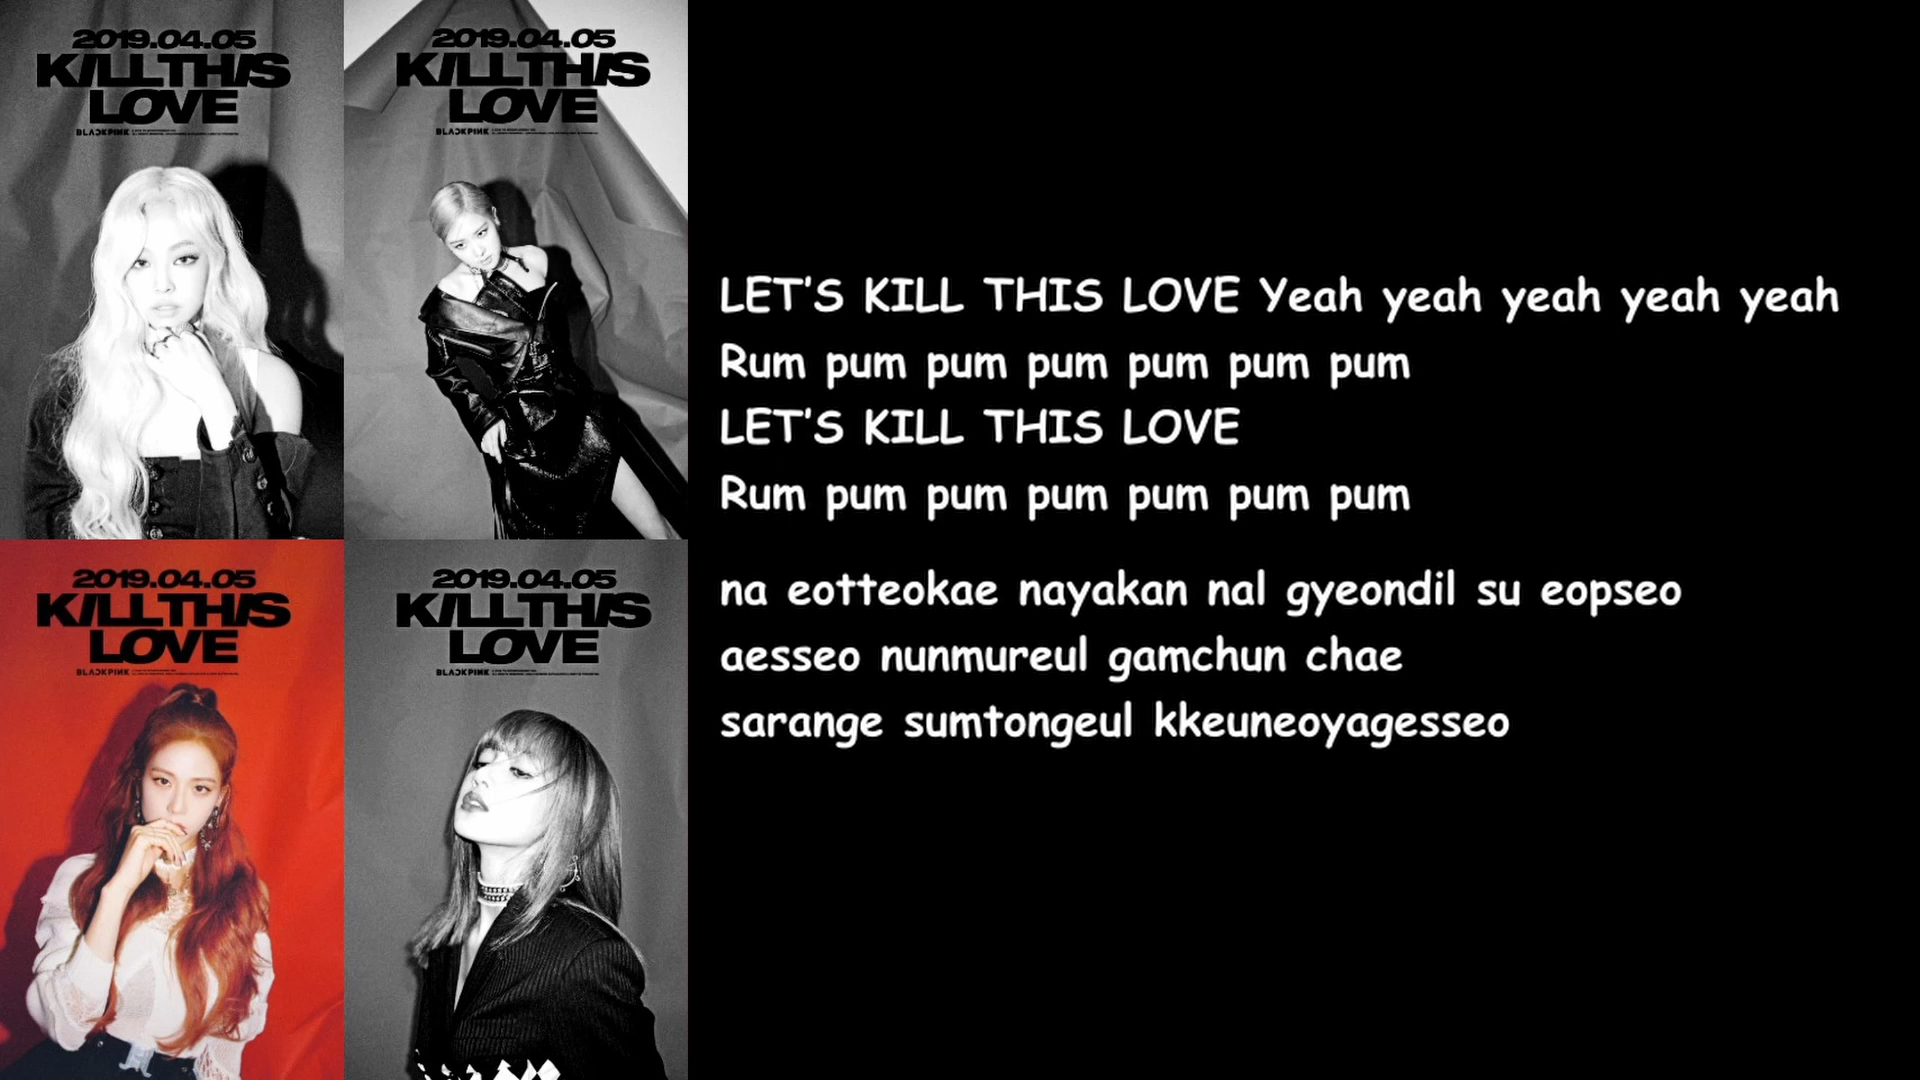 2019.04.05
KILL THIS
LOVE
BLACKPINK
2019.04.05
KILL THIS
LOVE
BLACKPINK
2019.04.05
KILL THIS
LOVE
BLACKPINK
2019.04.05
KILL THIS
LOVE
BLACKPINK
LET'S KILL THIS LOVE Yeah yeah yeah yeah yeah
Rum pum pum pum pum pum pum
LET'S KILL THIS LOVE
Rum pum pum pum pum pum pum
na eotteokae nayakan nal gyeondil su eopseo
aesseo nunmureul gamchun chae
sarange sumtongeul kkeuneoyagesseo